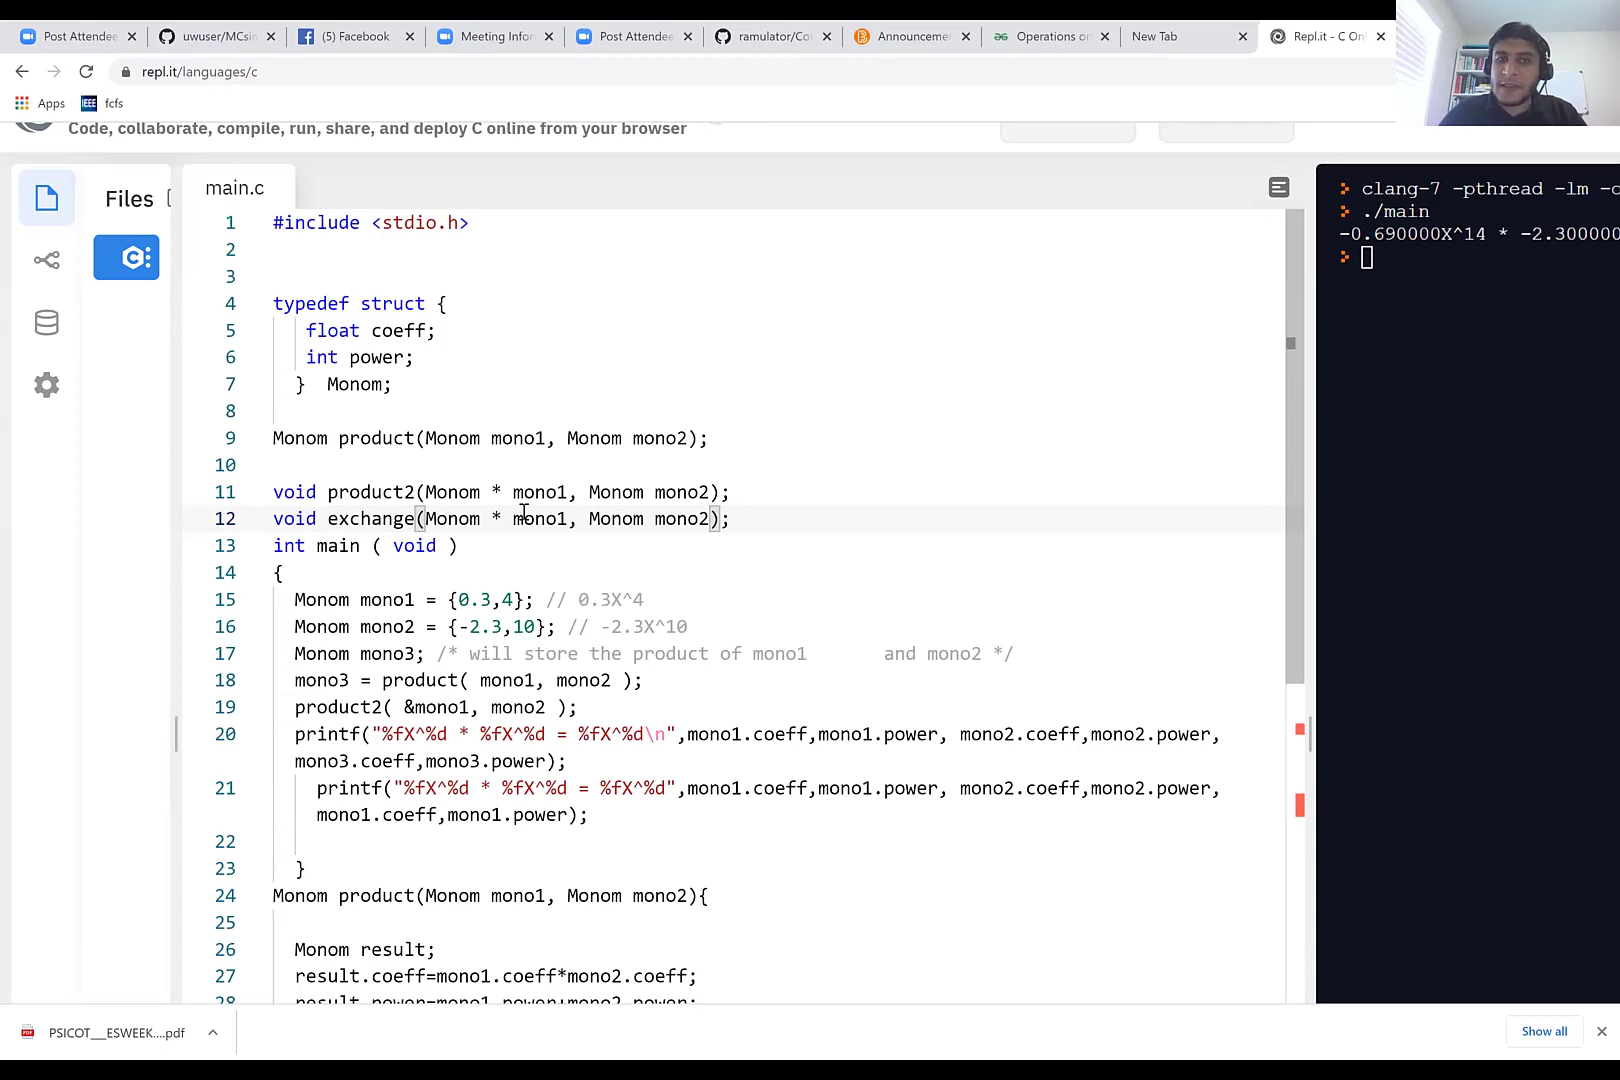 Post Attendee
uwuser/MCsim
(5) Facebook
Meeting Infor
Post Attendee
ramulator/Co
Announcemen
Operations on
New Tab
Repl.it - C Onl
repl.it/languages/c
Apps
fcfs
Code, collaborate, compile, run, share, and deploy C online from your browser
Files
main.c
1 #include <stdio.h>
2
3
4 typedef struct {
5 float coeff;
6 int power;
7 } Monom;
8
9 Monom product(Monom mono1, Monom mono2);
10
11 void product2(Monom * mono1, Monom mono2);
12 void exchange(Monom * mono1, Monom mono2);
13 int main ( void )
14 {
15 Monom mono1 = {0.3,4}; // 0.3X^4
16 Monom mono2 = {-2.3,10}; // -2.3X^10
17 Monom mono3; /* will store the product of mono1 and mono2 */
18 mono3 = product( mono1, mono2 );
19 product2( &mono1, mono2 );
20 printf("%fX^%d * %fX^%d = %fX^%d\n",mono1.coeff,mono1.power, mono2.coeff,mono2.power,
mono3.coeff,mono3.power);
21 printf("%fX^%d * %fX^%d = %fX^%d",mono1.coeff,mono1.power, mono2.coeff,mono2.power,
mono1.coeff,mono1.power);
22
23 }
24 Monom product(Monom mono1, Monom mono2){
25
26 Monom result;
27 result.coeff=mono1.coeff*mono2.coeff;
28 result.power=mono1.power+mono2.power;
clang-7 -pthread -lm -o
./main
-0.690000X^14 * -2.300000
PSICOT__ESWEEK....pdf
Show all